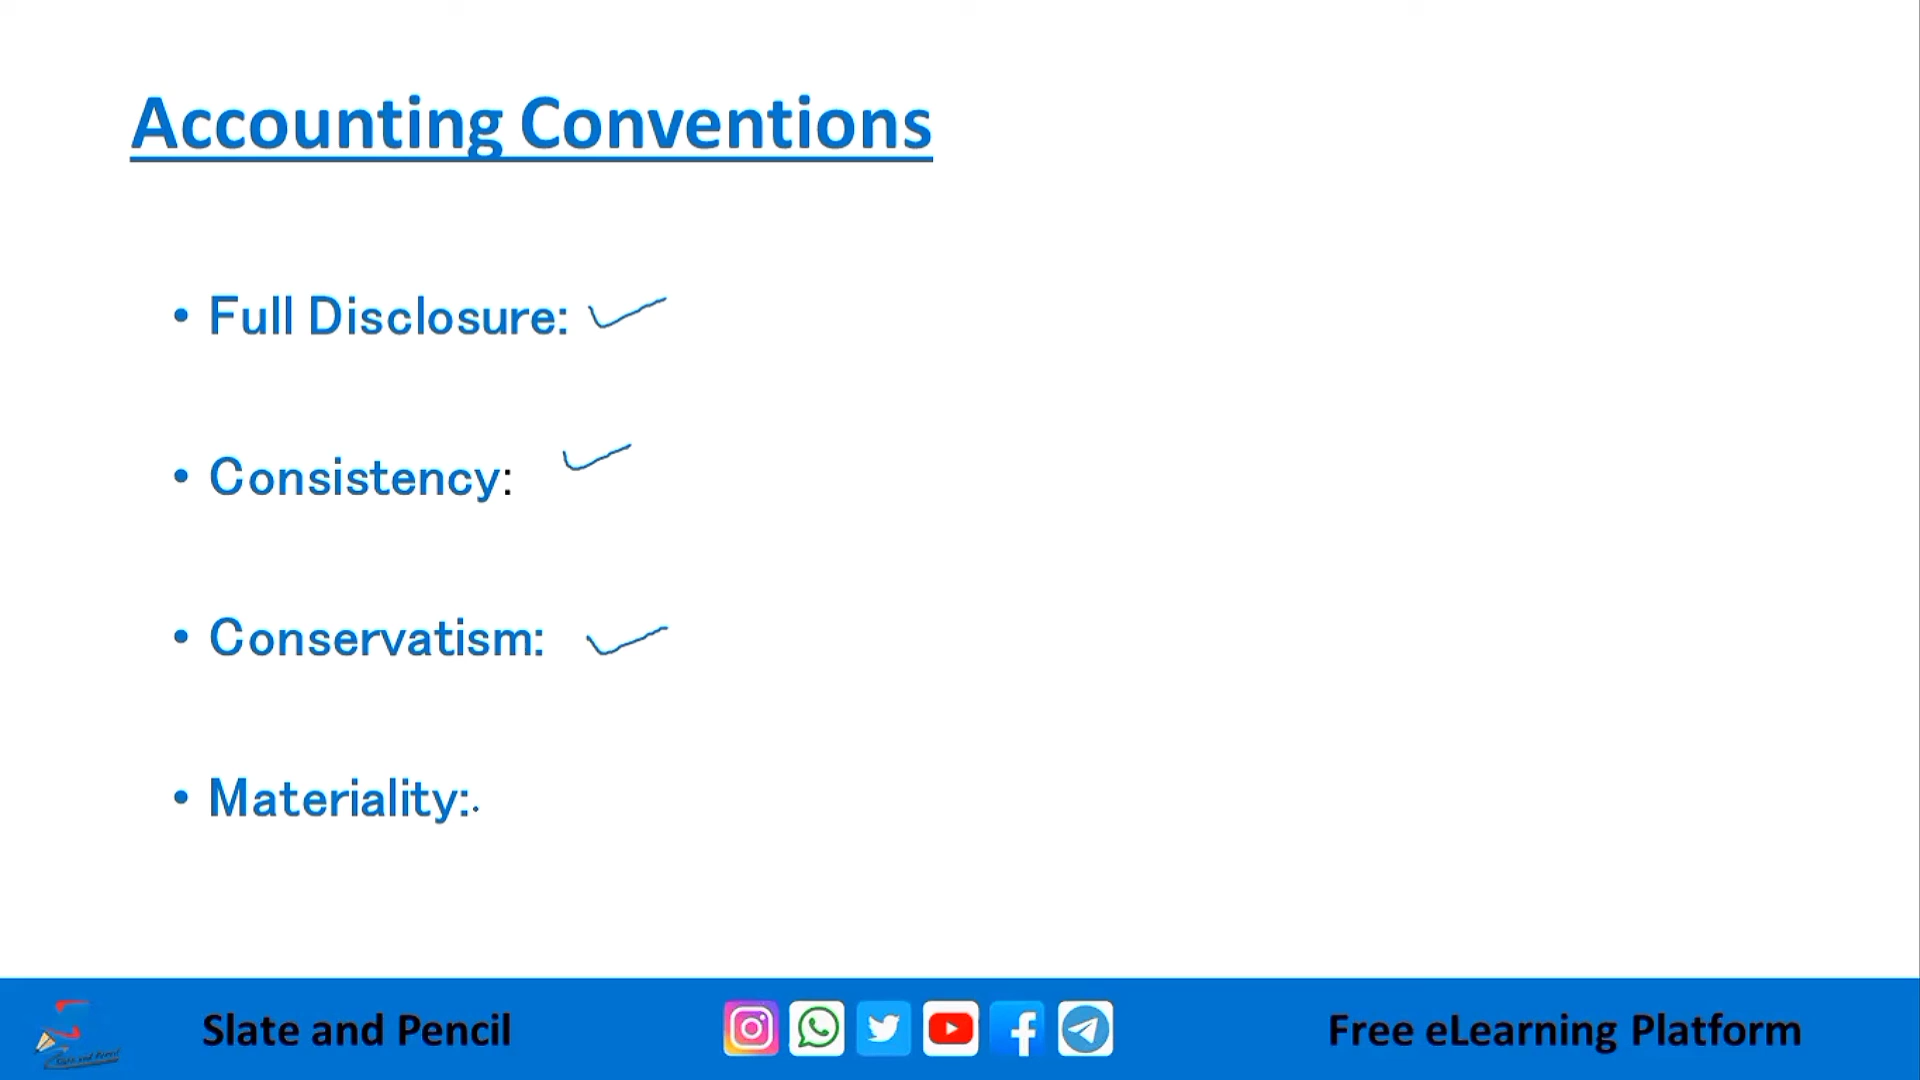 Accounting Conventions
• Full Disclosure:
• Consistency:
• Conservatism:
• Materiality:.
Slate and Pencil
Free eLearning Platform